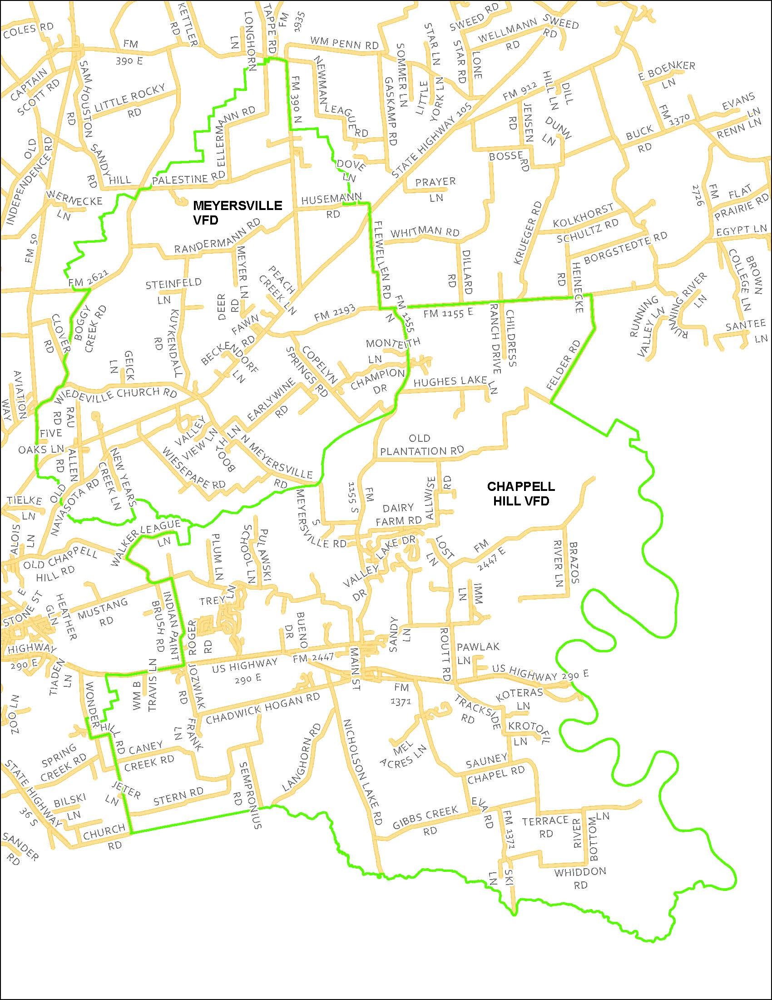 COLES RD
KETTLER
RD
FM
390 E
LONGHORN
LN
TAPPE RD
FM
1935
WM PENN RD
SOMMER LN
STAR LN
SWEED RD
WELLMANN
RD
SWEED
RD
LONE
STAR RD
E BOENKER
LN
CAPTAIN
SCOTT RD
SAM HOUSTON
RD
LITTLE ROCKY
RD
NEWMAN
LEAGUE
RD
FM 390 N
GASKAMP RD
LITTLE
YORK LN
FM 912
HILL LN
DILL
JENSEN
RD
DUNN
LN
FM
1370
EVANS
LN
RENN LN
BUCK
RD
OLD
INDEPENDENCE RD
SANDY
HILL
RD
ELLERMANN RD
PALESTINE RD
DOVE
LN
STATE HIGHWAY 105
BOSSE
RD
PRAYER
LN
WERNECKE
LN
MEYERSVILLE
VFD
HUSEMANN
RD
FM
2726
FLAT
PRAIRIE RD
KOLKHORST
SCHULTZ RD
KRUEGER RD
EGYPT LN
FM 50
RANDERMANN RD
MEYER LN
FLEWELLEN RD
WHITMAN RD
DILLARD
RD
BORGSTEDTE RD
HEINECKE
RD
BROWN
COLLEGE LN
FM 2621
STEINFELD
LN
PEACH
CREEK LN
DEER
RD
FAWN
RD
FM 2193
FM 1155
N
FM 1155 E
RUNNING RIVER
LN
RUNNING
VALLEY LN
RUNNING
SANTEE
LN
CLOVER
RD
BOGGY
CREEK RD
KUYKENDALL
RD
BECKENDORF
LN
COPELYN
SPRINGS RD
MONTEITH
LN
CHAMPION
DR
RANCH DRIVE
CHILDRESS
HUGHES LAKE
LN
FELDER RD
AVIATION
WAY
GEICK
LN
WIEDEVILLE CHURCH RD
RAU
RD
EARLYWINE
RD
FIVE
OAKS LN
ALLEN
RD
VALLEY
VIEW LN
BOOTH LN
N MEYERSVILLE
RD
OLD
PLANTATION RD
NEW YEARS
CREEK LN
WIESEPAPE RD
TIELKE
LN
OLD
NAVASOTA RD
1155 S
FM
ALLWISE
RD
CHAPPELL
HILL VFD
DAIRY
FARM RD
S
MEYERSVILLE RD
ALOIS
LN
WALKER LEAGUE
LN
OLD CHAPPELL
HILL RD
PLUM LN
PULAWSKI
SCHOOL LN
VALLEY
LAKE DR
DR
LOST
LN
FM
2447 E
BRAZOS
RIVER LN
E
STONE ST
HEATHER
GLN
MUSTANG
RD
BRUSH RD
INDIAN PAINT
TREY LN
IMM
LN
ROGER
RD
BUENO
DR
SANDY
LN
ROUTT RD
PAWLAK
LN
HIGHWAY
290 E
TIADEN
LN
US HIGHWAY
290 E
FM 2447
MAIN ST
US HIGHWAY 290 E
WM B
TRAVIS LN
JOZWIAK
RD
FM
1371
KOTERAS
LN
TRACKSIDE
RD
ZOO LN
WONDER
HILL RD
CHADWICK HOGAN RD
FRANK
LN
KROTOFIL
LN
SPRING
CREEK RD
CANEY
CREEK RD
LANGHORN RD
NICHOLSON LAKE RD
MEL
ACRES LN
SAUNEY
CHAPEL RD
STATE HIGHWAY
36 S
JETER
LN
BILSKI
LN
STERN RD
SEMPRONIUS
RD
GIBBS CREEK
RD
EVA RD
FM 1371
TERRACE
RD
RIVER
BOTTOM
LN
CHURCH
RD
SANDER
RD
SKI
LN
WHIDDON
RD